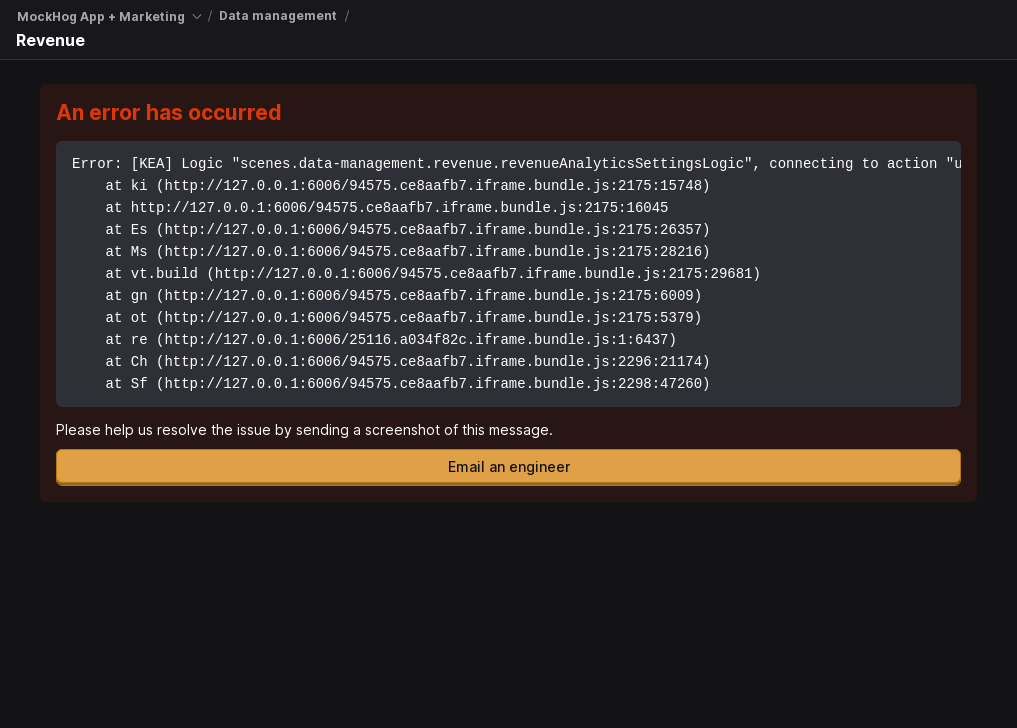 MockHog App + Marketing / Data management /
Revenue
An error has occurred
Error: [KEA] Logic "scenes.data-management.revenue.revenueAnalyticsSettingsLogic", connecting to action "u
at ki (http://127.0.0.1:6006/94575.ce8aafb7.iframe.bundle.js:2175:15748)
at http://127.0.0.1:6006/94575.ce8aafb7.iframe.bundle.js:2175:16045
at Es (http://127.0.0.1:6006/94575.ce8aafb7.iframe.bundle.js:2175:26357)
at Ms (http://127.0.0.1:6006/94575.ce8aafb7.iframe.bundle.js:2175:28216)
at vt.build (http://127.0.0.1:6006/94575.ce8aafb7.iframe.bundle.js:2175:29681)
at gn (http://127.0.0.1:6006/94575.ce8aafb7.iframe.bundle.js:2175:6009)
at ot (http://127.0.0.1:6006/94575.ce8aafb7.iframe.bundle.js:2175:5379)
at re (http://127.0.0.1:6006/25116.a034f82c.iframe.bundle.js:1:6437)
at Ch (http://127.0.0.1:6006/94575.ce8aafb7.iframe.bundle.js:2296:21174)
at Sf (http://127.0.0.1:6006/94575.ce8aafb7.iframe.bundle.js:2298:47260)
Please help us resolve the issue by sending a screenshot of this message.
Email an engineer